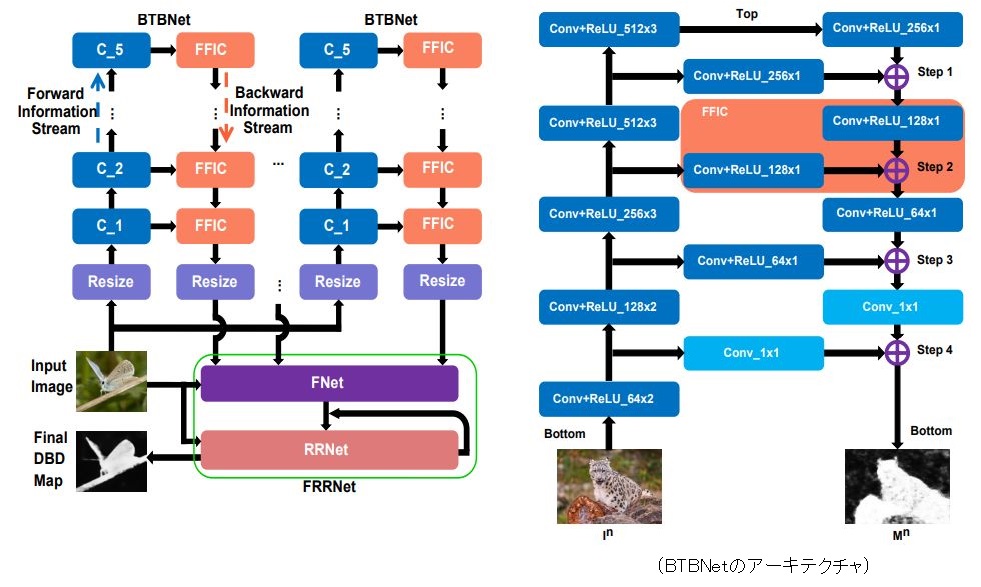 BTBNet
BTBNet
C_5
FFIC
C_5
FFIC
Forward
Information
Stream
Backward
Information
Stream
...
...
...
...
C_2
FFIC
...
C_2
FFIC
C_1
FFIC
C_1
FFIC
Resize
Resize
...
Resize
Resize
Input
Image
FNet
Final
DBD
Map
RRNet
FRRNet
Conv+ReLU_512x3
Top
Conv+ReLU_256x1
Conv+ReLU_256x1
Step 1
FFIC
Conv+ReLU_512x3
Conv+ReLU_128x1
Conv+ReLU_128x1
Step 2
Conv+ReLU_256x3
Conv+ReLU_64x1
Conv+ReLU_64x1
Step 3
Conv+ReLU_128x2
Conv_1x1
Conv_1x1
Step 4
Conv+ReLU_64x2
Bottom
Bottom
Iⁿ
Mⁿ
(BTBNetのアーキテクチャ)